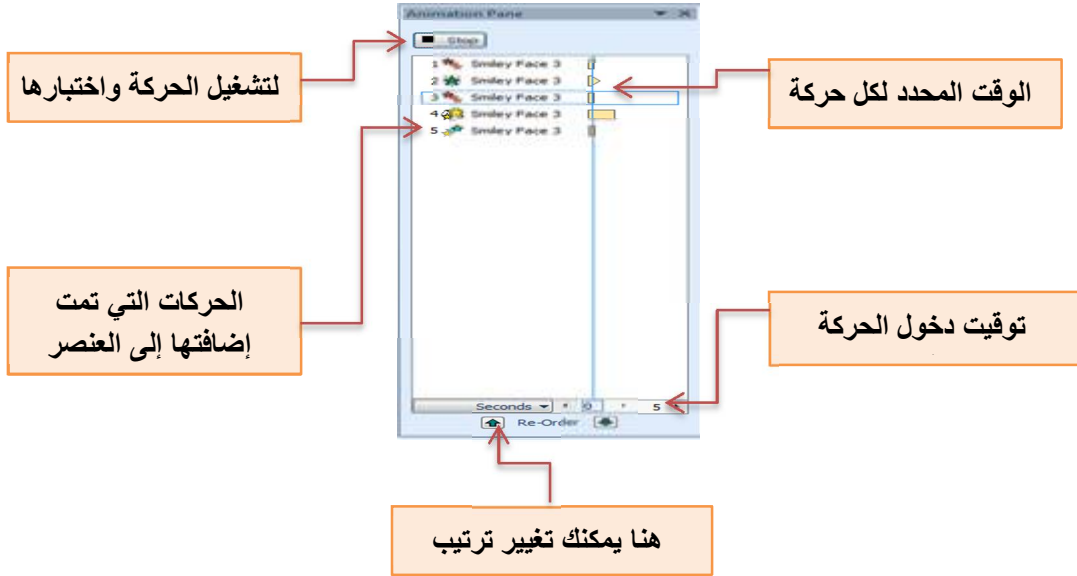 Animation Pane
Stop
لتشغيل الحركة واختبارها
1 Smiley Face 3
2 Smiley Face 3
3 Smiley Face 3
4 Smiley Face 3
5 Smiley Face 3
الوقت المحدد لكل حركة
الحركات التي تمت
إضافتها إلى العنصر
توقيت دخول الحركة
Seconds 0 5
Re-Order
هنا يمكنك تغيير ترتيب